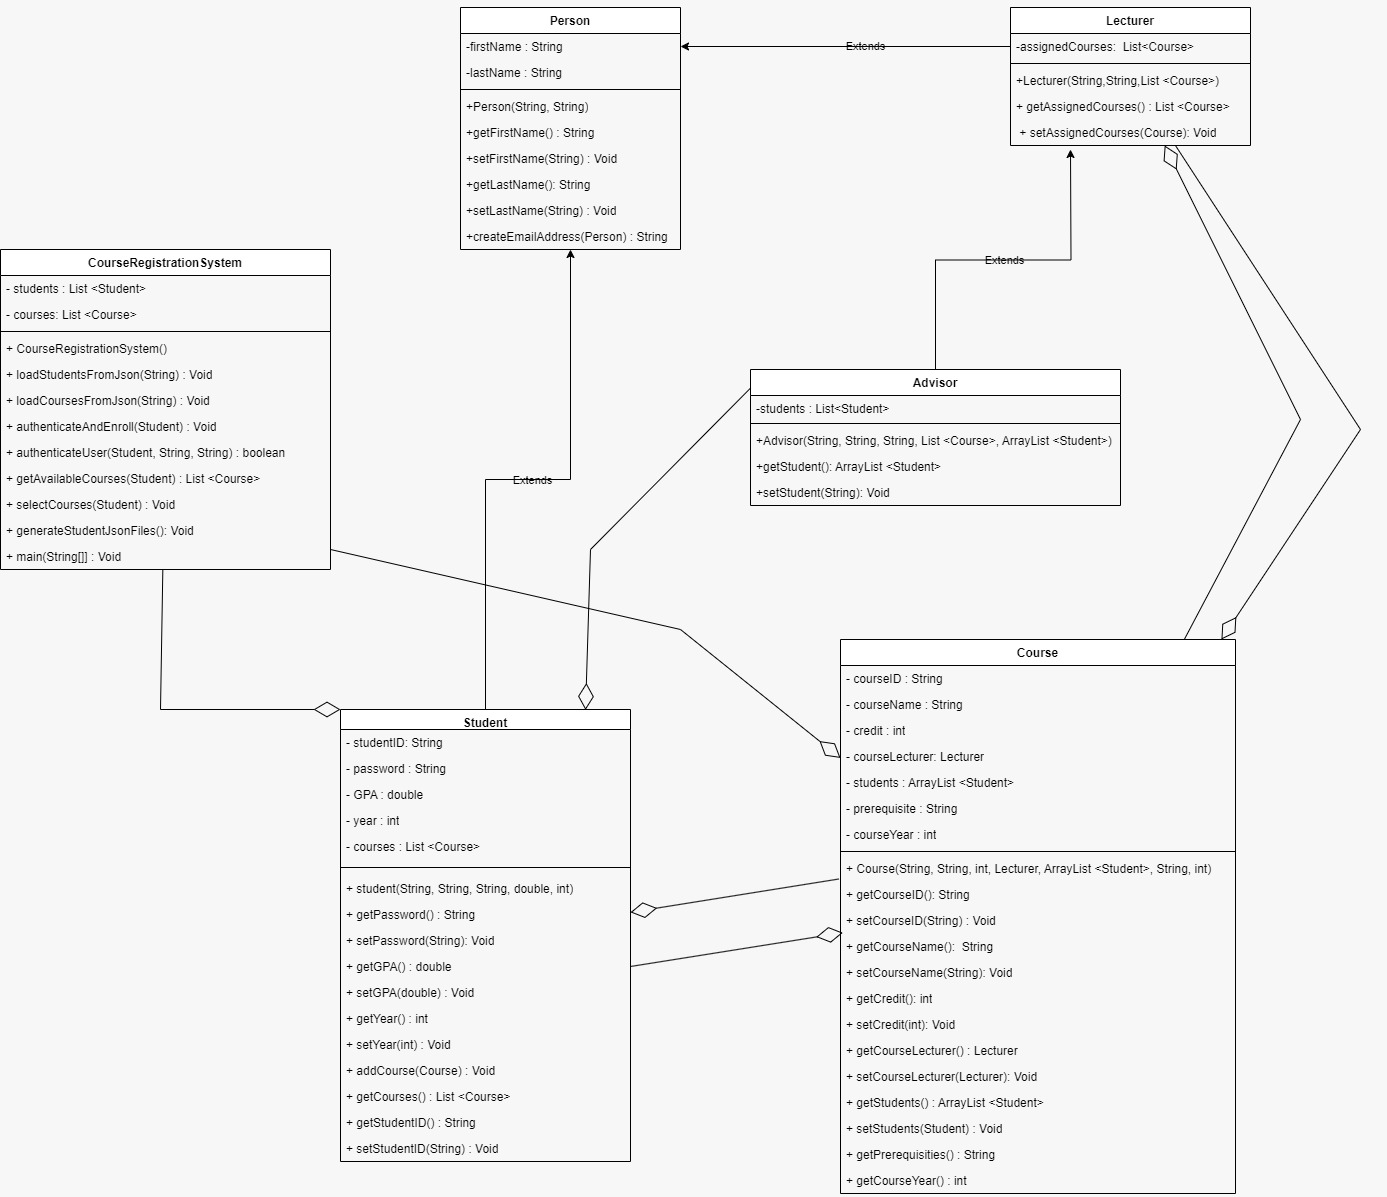 Person
-firstName : String
-lastName : String
+Person(String, String)
+getFirstName() : String
+setFirstName(String) : Void
+getLastName(): String
+setLastName(String) : Void
+createEmailAddress(Person) : String
Extends
Lecturer
-assignedCourses:  List<Course>
+Lecturer(String,String,List <Course>)
+ getAssignedCourses() : List <Course>
+ setAssignedCourses(Course): Void
CourseRegistrationSystem
- students : List <Student>
- courses: List <Course>
+ CourseRegistrationSystem()
+ loadStudentsFromJson(String) : Void
+ loadCoursesFromJson(String) : Void
+ authenticateAndEnroll(Student) : Void
+ authenticateUser(Student, String, String) : boolean
+ getAvailableCourses(Student) : List <Course>
+ selectCourses(Student) : Void
+ generateStudentJsonFiles(): Void
+ main(String[]] : Void
Extends
Extends
Advisor
-students : List<Student>
+Advisor(String, String, String, List <Course>, ArrayList <Student>)
+getStudent(): ArrayList <Student>
+setStudent(String): Void
Student
- studentID: String
- password : String
- GPA : double
- year : int
- courses : List <Course>
+ student(String, String, String, double, int)
+ getPassword() : String
+ setPassword(String): Void
+ getGPA() : double
+ setGPA(double) : Void
+ getYear() : int
+ setYear(int) : Void
+ addCourse(Course) : Void
+ getCourses() : List <Course>
+ getStudentID() : String
+ setStudentID(String) : Void
Course
- courseID : String
- courseName : String
- credit : int
- courseLecturer: Lecturer
- students : ArrayList <Student>
- prerequisite : String
- courseYear : int
+ Course(String, String, int, Lecturer, ArrayList <Student>, String, int)
+ getCourseID(): String
+ setCourseID(String) : Void
+ getCourseName():  String
+ setCourseName(String): Void
+ getCredit(): int
+ setCredit(int): Void
+ getCourseLecturer() : Lecturer
+ setCourseLecturer(Lecturer): Void
+ getStudents() : ArrayList <Student>
+ setStudents(Student) : Void
+ getPrerequisities() : String
+ getCourseYear() : int